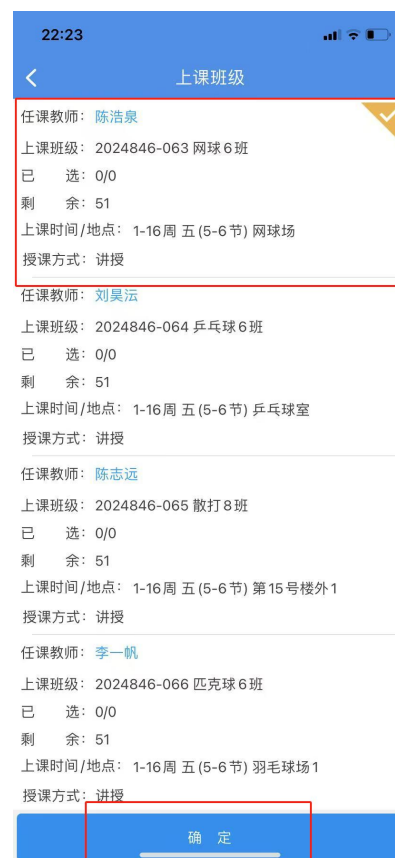 22:23
上课班级
任课教师：陈浩泉
上课班级：2024846-063 网球6班
已 选：0/0
剩 余：51
上课时间/地点：1-16周 五(5-6节) 网球场
授课方式：讲授
任课教师：刘昊沄
上课班级：2024846-064 乒乓球6班
已 选：0/0
剩 余：51
上课时间/地点：1-16周 五(5-6节) 乒乓球室
授课方式：讲授
任课教师：陈志远
上课班级：2024846-065 散打8班
已 选：0/0
剩 余：51
上课时间/地点：1-16周 五(5-6节) 第15号楼外1
授课方式：讲授
任课教师：李一帆
上课班级：2024846-066 匹克球6班
已 选：0/0
剩 余：51
上课时间/地点：1-16周 五(5-6节) 羽毛球场1
授课方式：讲授
确 定